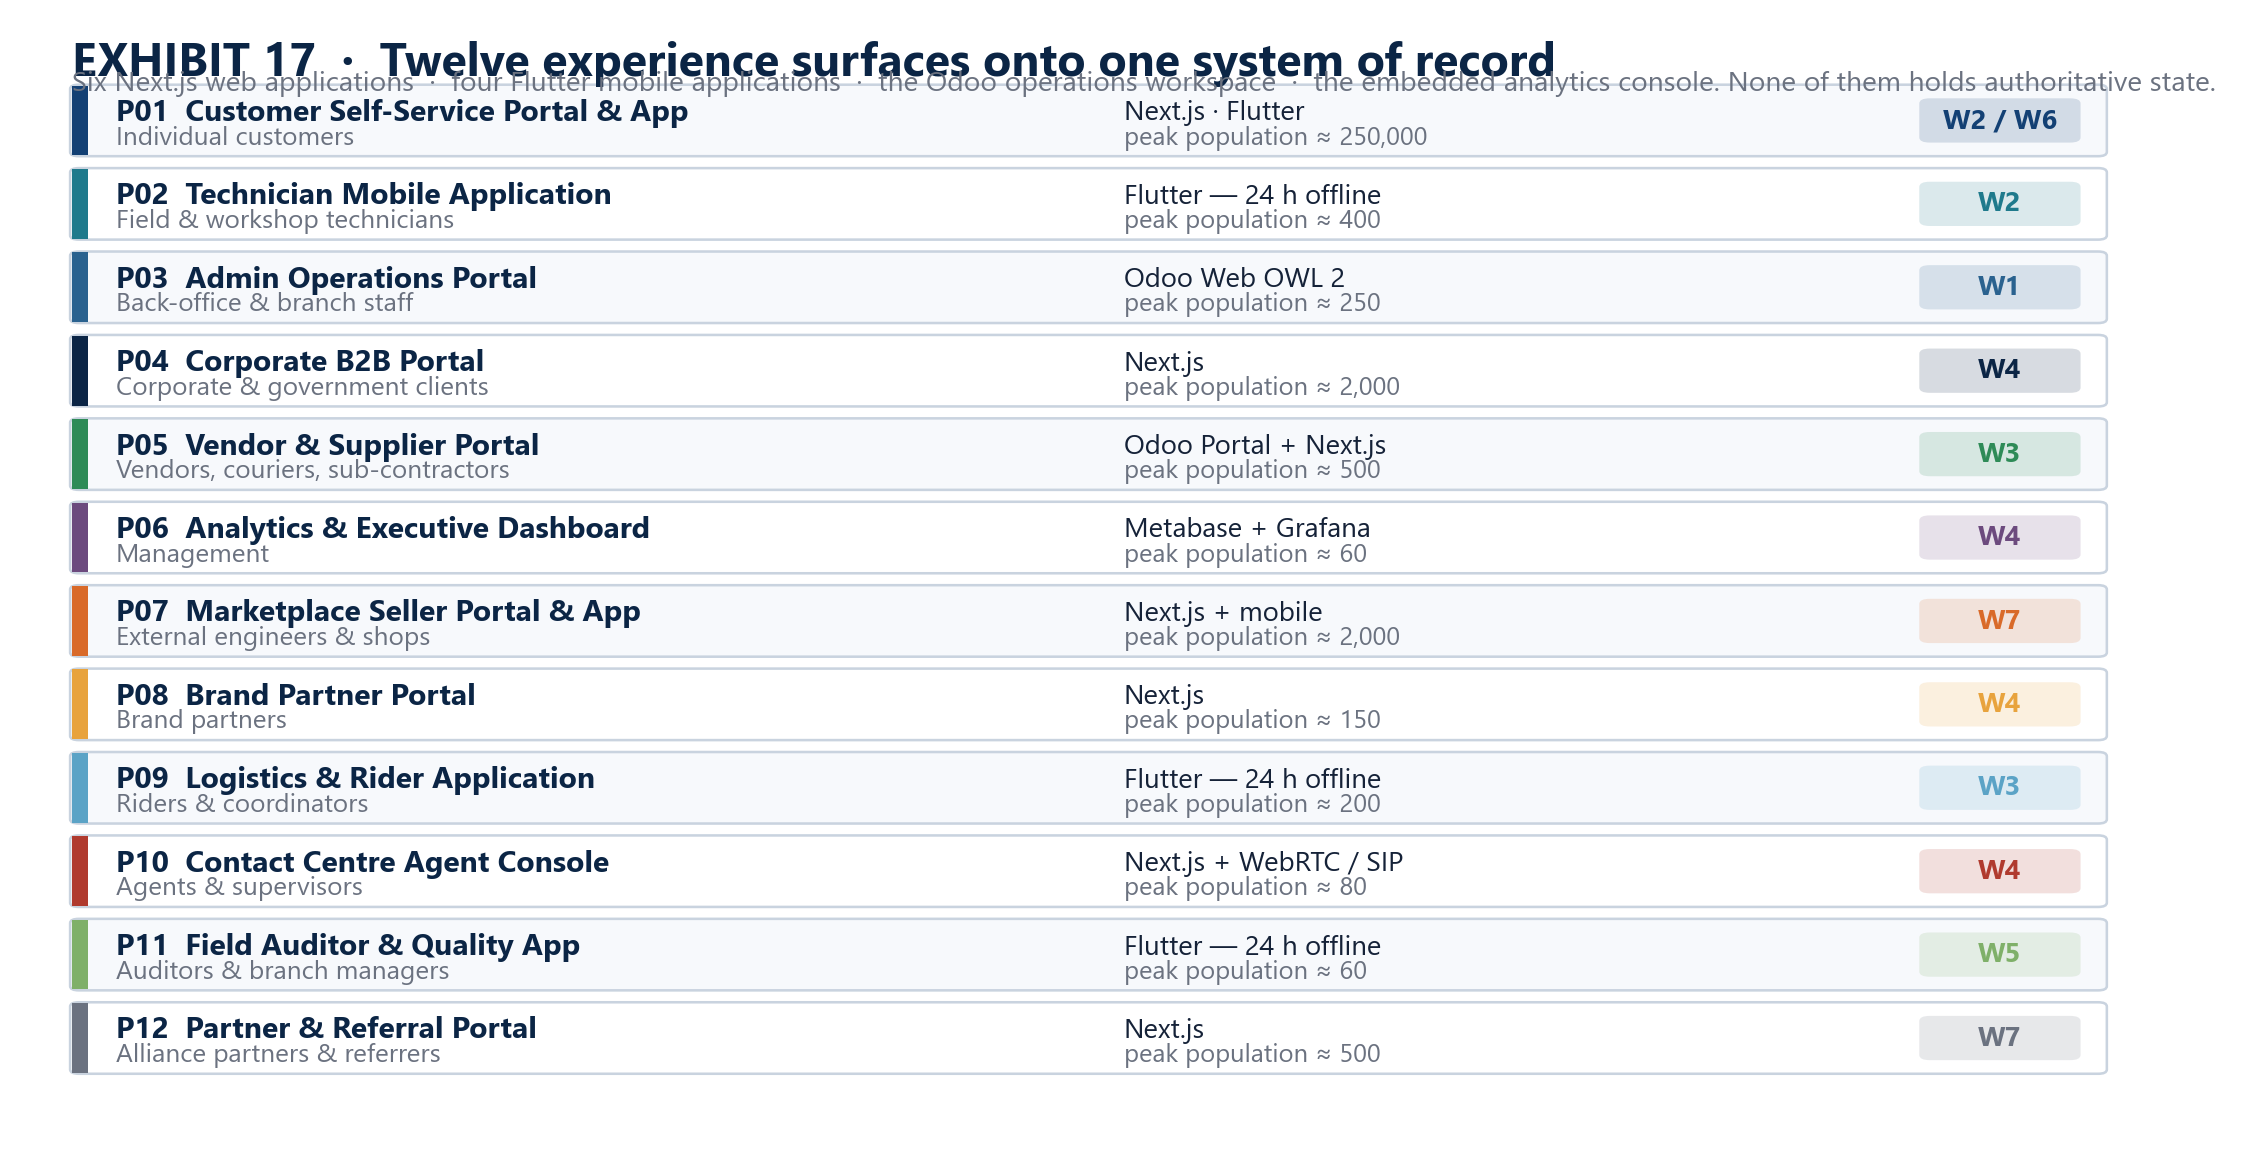 EXHIBIT 17 · Twelve experience surfaces onto one system of record
Six Next.js web applications · four Flutter mobile applications · the Odoo operations workspace · the embedded analytics console. None of them holds authoritative state.
P01 Customer Self-Service Portal & App
Individual customers
Next.js · Flutter
peak population ≈ 250,000
W2 / W6
P02 Technician Mobile Application
Field & workshop technicians
Flutter — 24 h offline
peak population ≈ 400
W2
P03 Admin Operations Portal
Back-office & branch staff
Odoo Web OWL 2
peak population ≈ 250
W1
P04 Corporate B2B Portal
Corporate & government clients
Next.js
peak population ≈ 2,000
W4
P05 Vendor & Supplier Portal
Vendors, couriers, sub-contractors
Odoo Portal + Next.js
peak population ≈ 500
W3
P06 Analytics & Executive Dashboard
Management
Metabase + Grafana
peak population ≈ 60
W4
P07 Marketplace Seller Portal & App
External engineers & shops
Next.js + mobile
peak population ≈ 2,000
W7
P08 Brand Partner Portal
Brand partners
Next.js
peak population ≈ 150
W4
P09 Logistics & Rider Application
Riders & coordinators
Flutter — 24 h offline
peak population ≈ 200
W3
P10 Contact Centre Agent Console
Agents & supervisors
Next.js + WebRTC / SIP
peak population ≈ 80
W4
P11 Field Auditor & Quality App
Auditors & branch managers
Flutter — 24 h offline
peak population ≈ 60
W5
P12 Partner & Referral Portal
Alliance partners & referrers
Next.js
peak population ≈ 500
W7